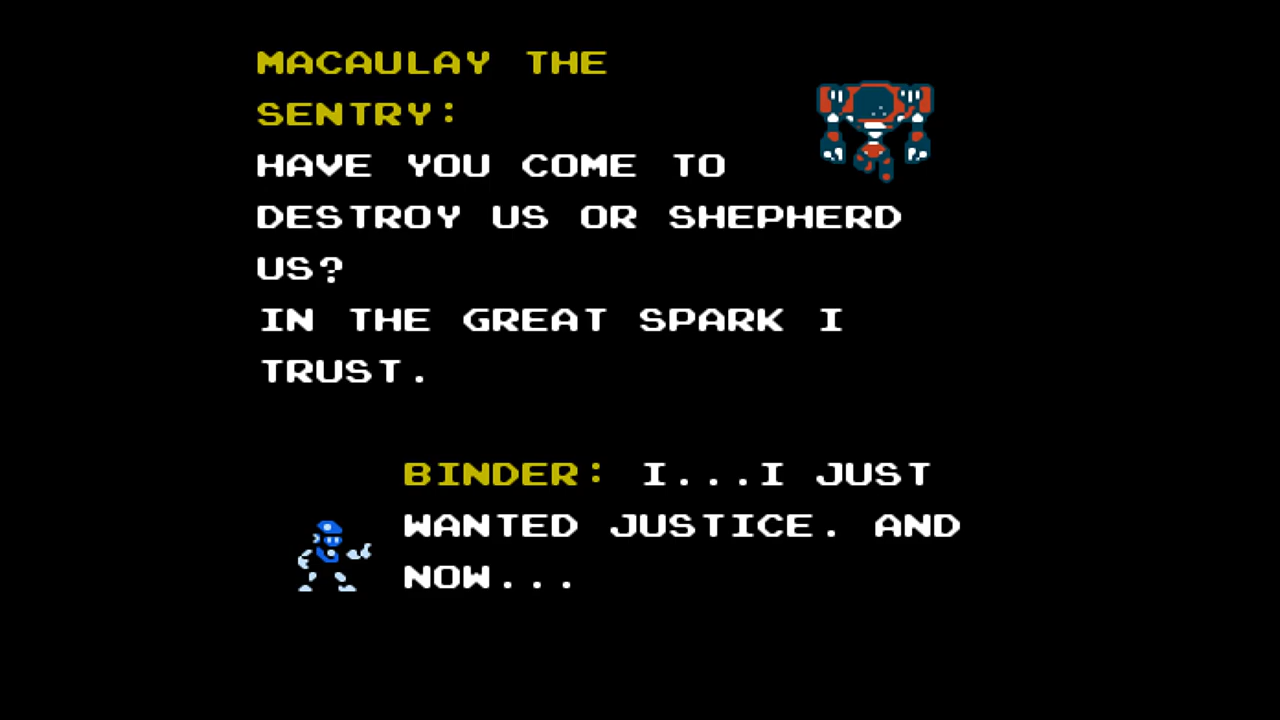 MACAULAY THE
SENTRY:
HAVE YOU COME TO
DESTROY US OR SHEPHERD
US?
IN THE GREAT SPARK I
TRUST.
BINDER: I...I JUST
WANTED JUSTICE. AND
NOW...